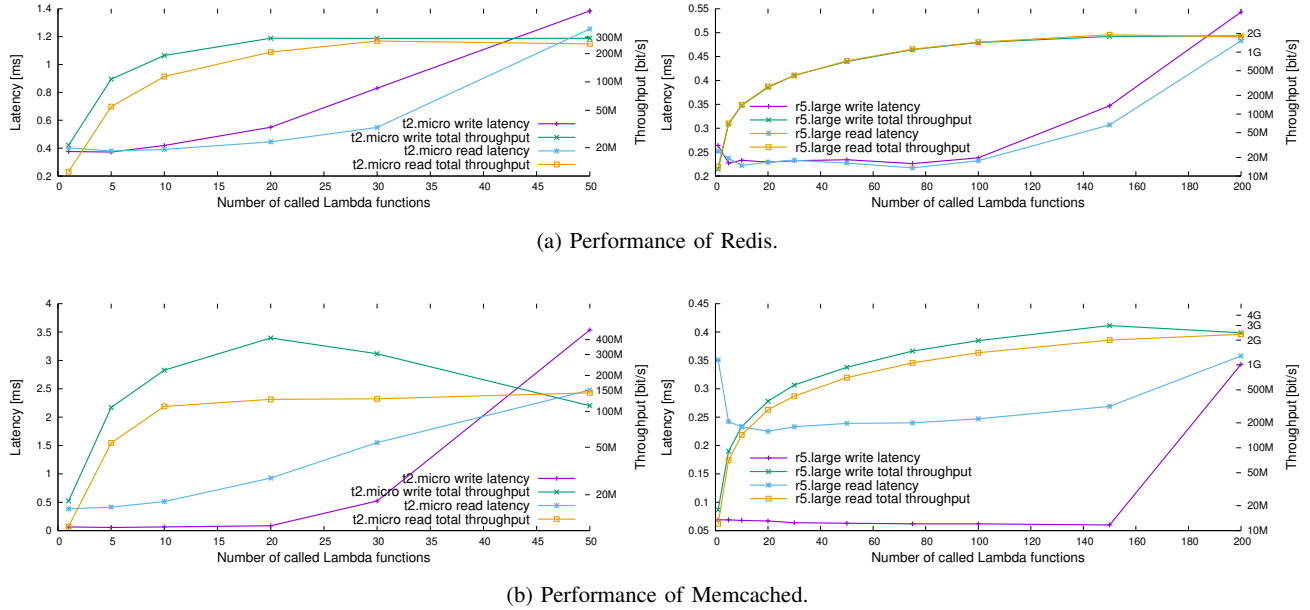 Latency [ms]
1.4
1.2
1
0.8
0.6
0.4
0.2
t2.micro write latency
t2.micro write total throughput
t2.micro read latency
t2.micro read total throughput
0 5 10 15 20 25 30 35 40 45 50
Number of called Lambda functions
300M
200M
100M
50M
20M
Throughput [bit/s]
Latency [ms]
0.55
0.5
0.45
0.4
0.35
0.3
0.25
0.2
r5.large write latency
r5.large write total throughput
r5.large read latency
r5.large read total throughput
0 20 40 60 80 100 120 140 160 180 200
Number of called Lambda functions
2G
1G
500M
200M
100M
50M
20M
10M
Throughput [bit/s]
(a) Performance of Redis.
Latency [ms]
4
3.5
3
2.5
2
1.5
1
0.5
0
t2.micro write latency
t2.micro write total throughput
t2.micro read latency
t2.micro read total throughput
0 5 10 15 20 25 30 35 40 45 50
Number of called Lambda functions
400M
300M
200M
150M
100M
50M
20M
Throughput [bit/s]
Latency [ms]
0.45
0.4
0.35
0.3
0.25
0.2
0.15
0.1
0.05
r5.large write latency
r5.large write total throughput
r5.large read latency
r5.large read total throughput
0 20 40 60 80 100 120 140 160 180 200
Number of called Lambda functions
4G
3G
2G
1G
500M
200M
100M
50M
20M
10M
Throughput [bit/s]
(b) Performance of Memcached.